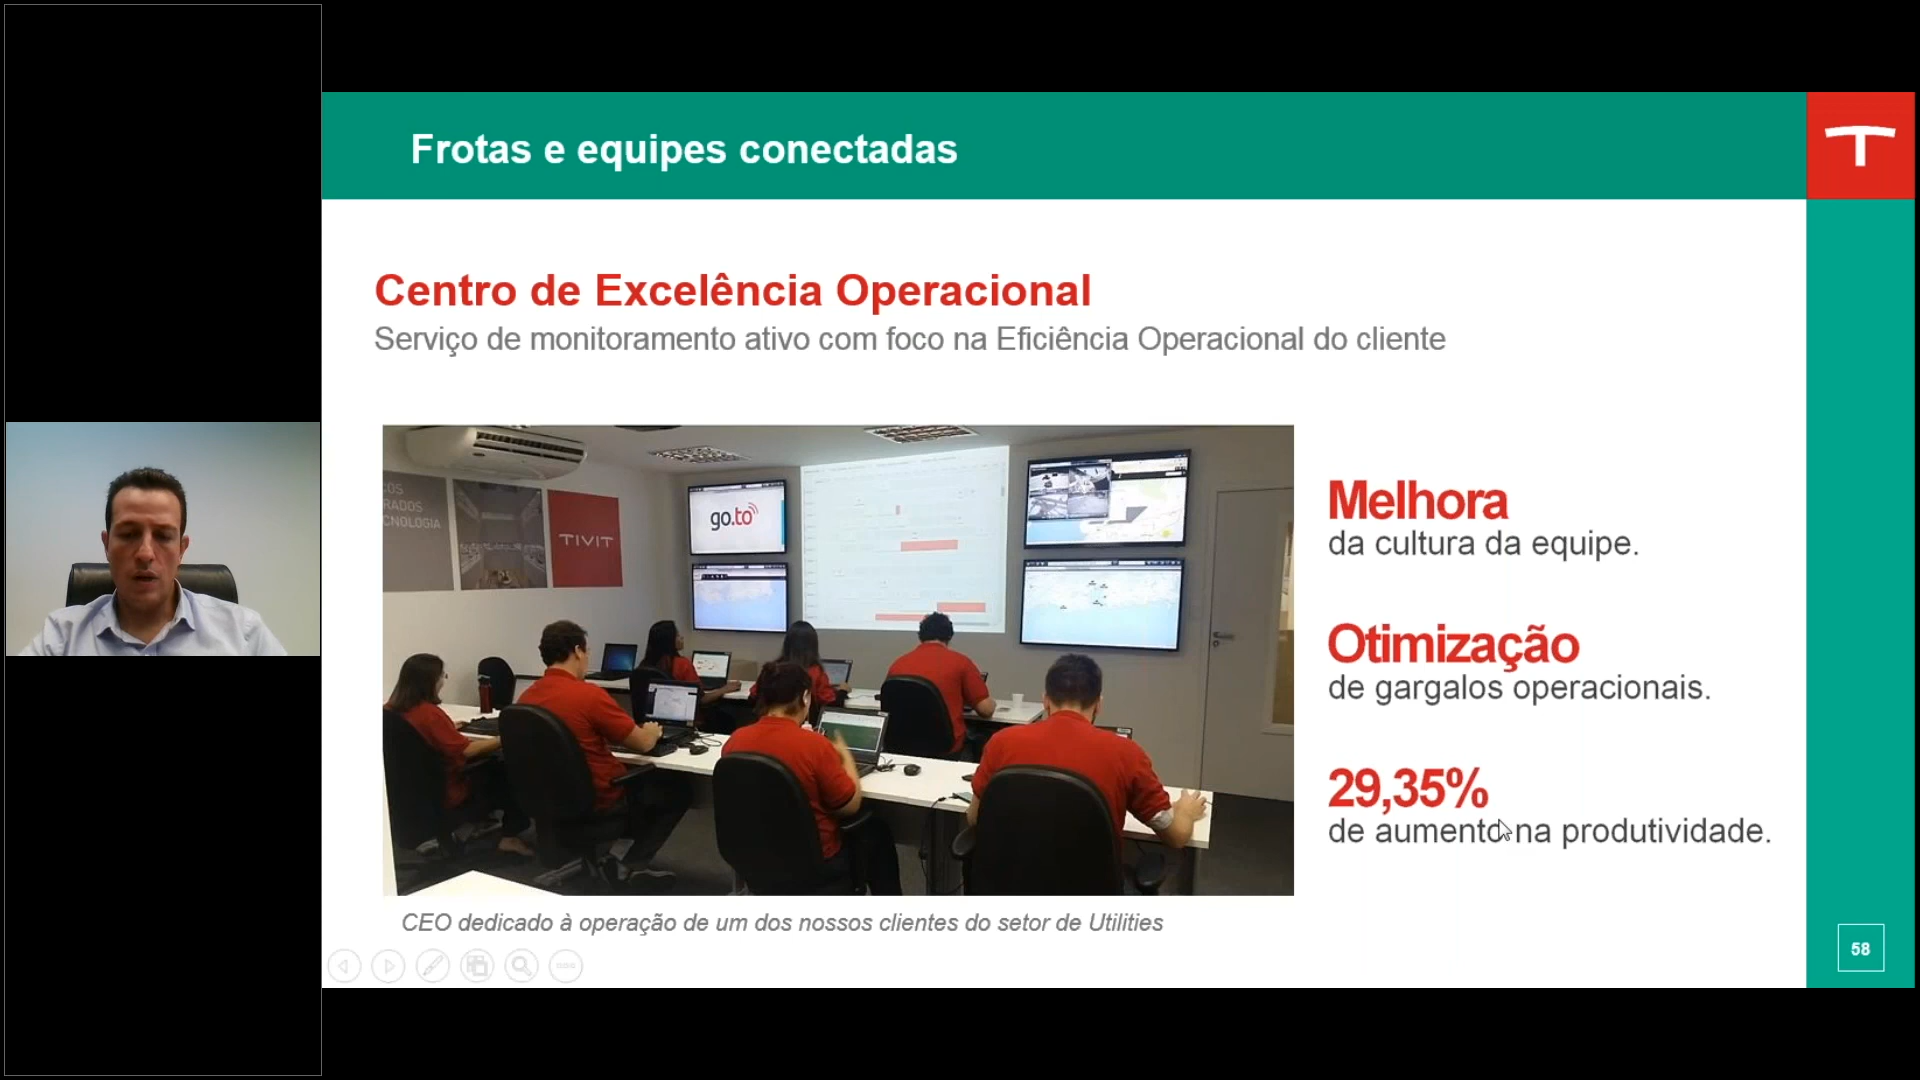 Frotas e equipes conectadas
Centro de Excelência Operacional
Serviço de monitoramento ativo com foco na Eficiência Operacional do cliente
TIVIT
go.to
Melhora
da cultura da equipe.
Otimização
de gargalos operacionais.
29,35%
de aumento na produtividade.
CEO dedicado à operação de um dos nossos clientes do setor de Utilities
58